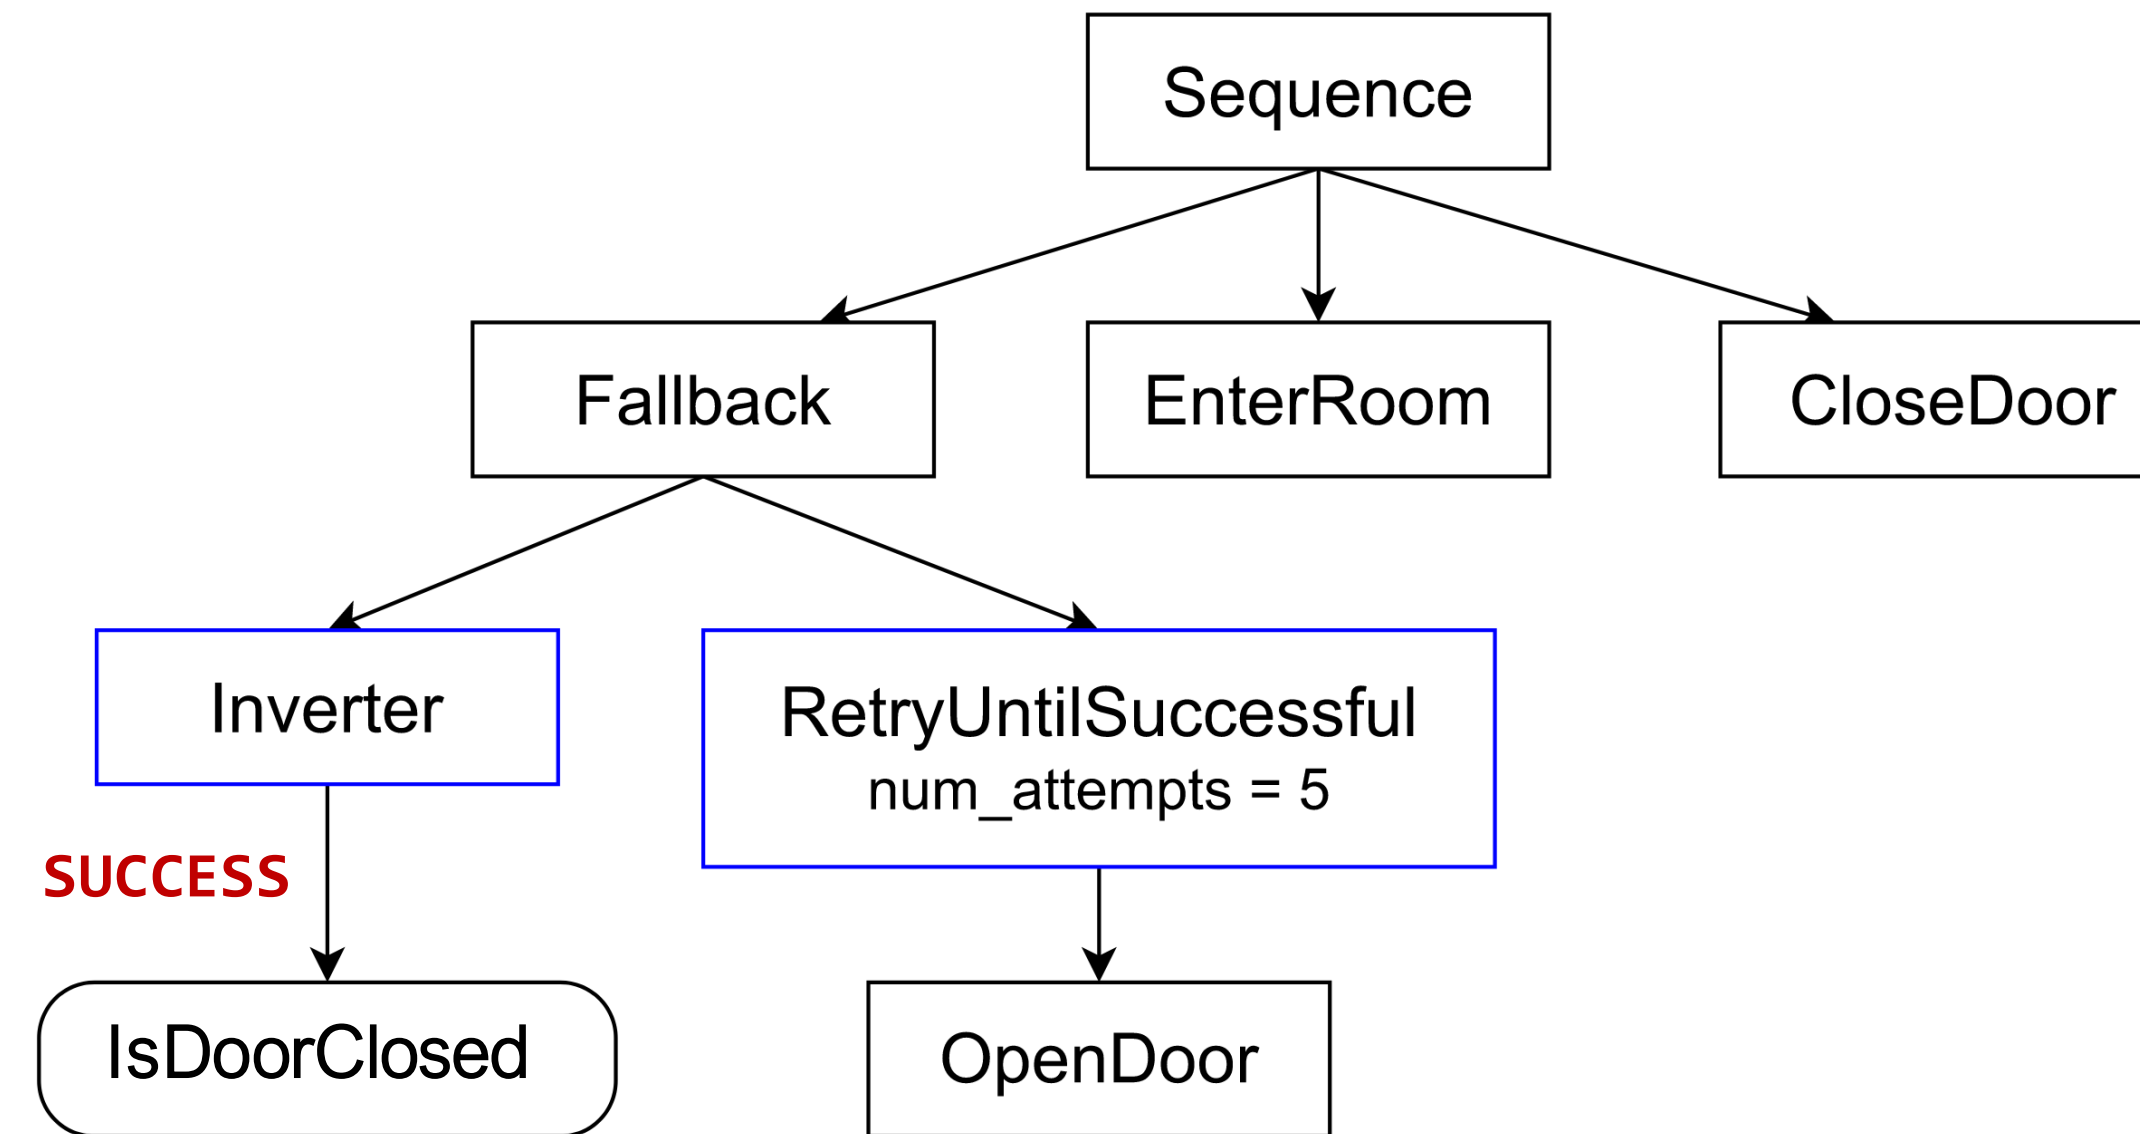 Sequence
Fallback
EnterRoom
CloseDoor
Inverter
RetryUntilSuccessful
num_attempts = 5
SUCCESS
IsDoorClosed
OpenDoor